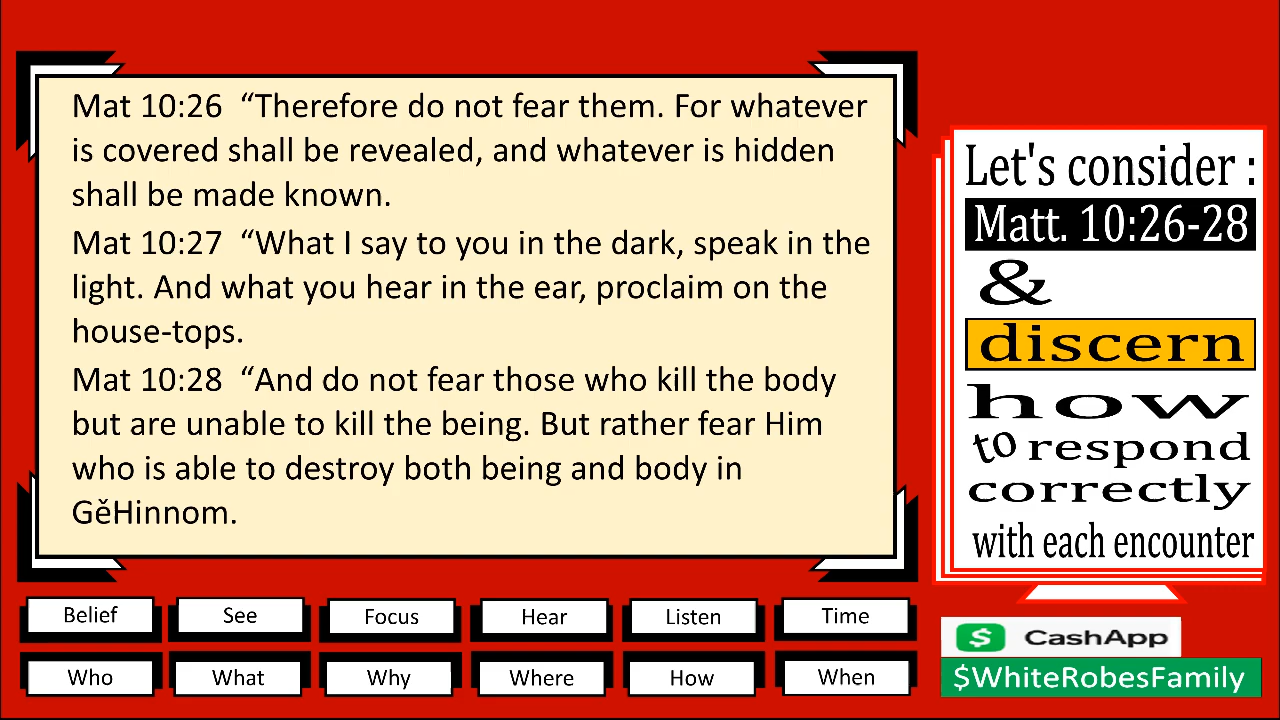 Mat 10:26  “Therefore do not fear them. For whatever
is covered shall be revealed, and whatever is hidden
shall be made known.
Mat 10:27  “What I say to you in the dark, speak in the
light. And what you hear in the ear, proclaim on the
house-tops.
Mat 10:28  “And do not fear those who kill the body
but are unable to kill the being. But rather fear Him
who is able to destroy both being and body in
GěHinnom.
Let's consider :
Matt. 10:26-28
&
discern
how
to respond
correctly
with each encounter
Belief
See
Focus
Hear
Listen
Time
Who
What
Why
Where
How
When
$ CashApp
$WhiteRobesFamily